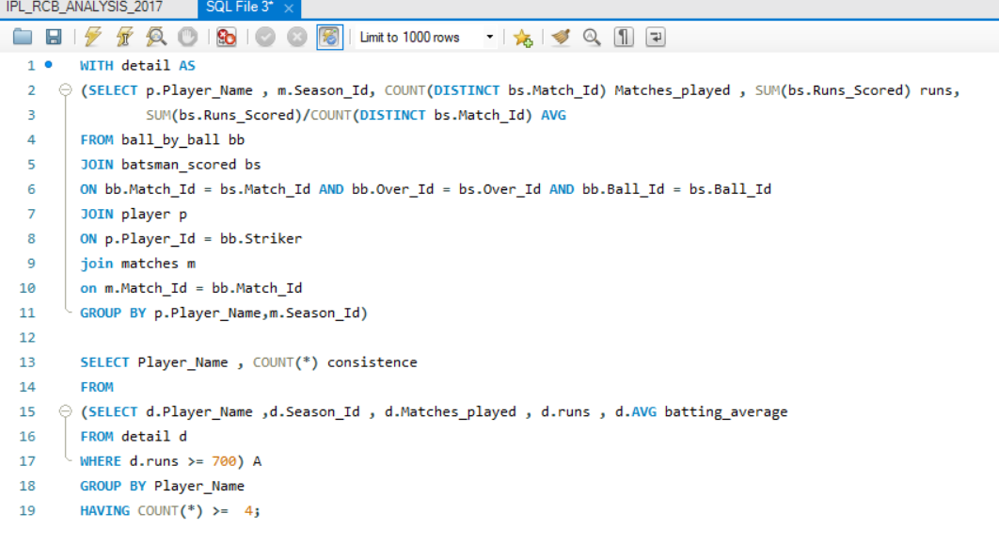 IPL_RCB_ANALYSIS_2017 SQL File 3*
Limit to 1000 rows
1 WITH detail AS
2 (SELECT p.Player_Name , m.Season_Id, COUNT(DISTINCT bs.Match_Id) Matches_played , SUM(bs.Runs_Scored) runs,
3 SUM(bs.Runs_Scored)/COUNT(DISTINCT bs.Match_Id) AVG
4 FROM ball_by_ball bb
5 JOIN batsman_scored bs
6 ON bb.Match_Id = bs.Match_Id AND bb.Over_Id = bs.Over_Id AND bb.Ball_Id = bs.Ball_Id
7 JOIN player p
8 ON p.Player_Id = bb.Striker
9 join matches m
10 on m.Match_Id = bb.Match_Id
11 GROUP BY p.Player_Name,m.Season_Id)
12
13 SELECT Player_Name , COUNT(*) consistence
14 FROM
15 (SELECT d.Player_Name ,d.Season_Id , d.Matches_played , d.runs , d.AVG batting_average
16 FROM detail d
17 WHERE d.runs >= 700) A
18 GROUP BY Player_Name
19 HAVING COUNT(*) >= 4;